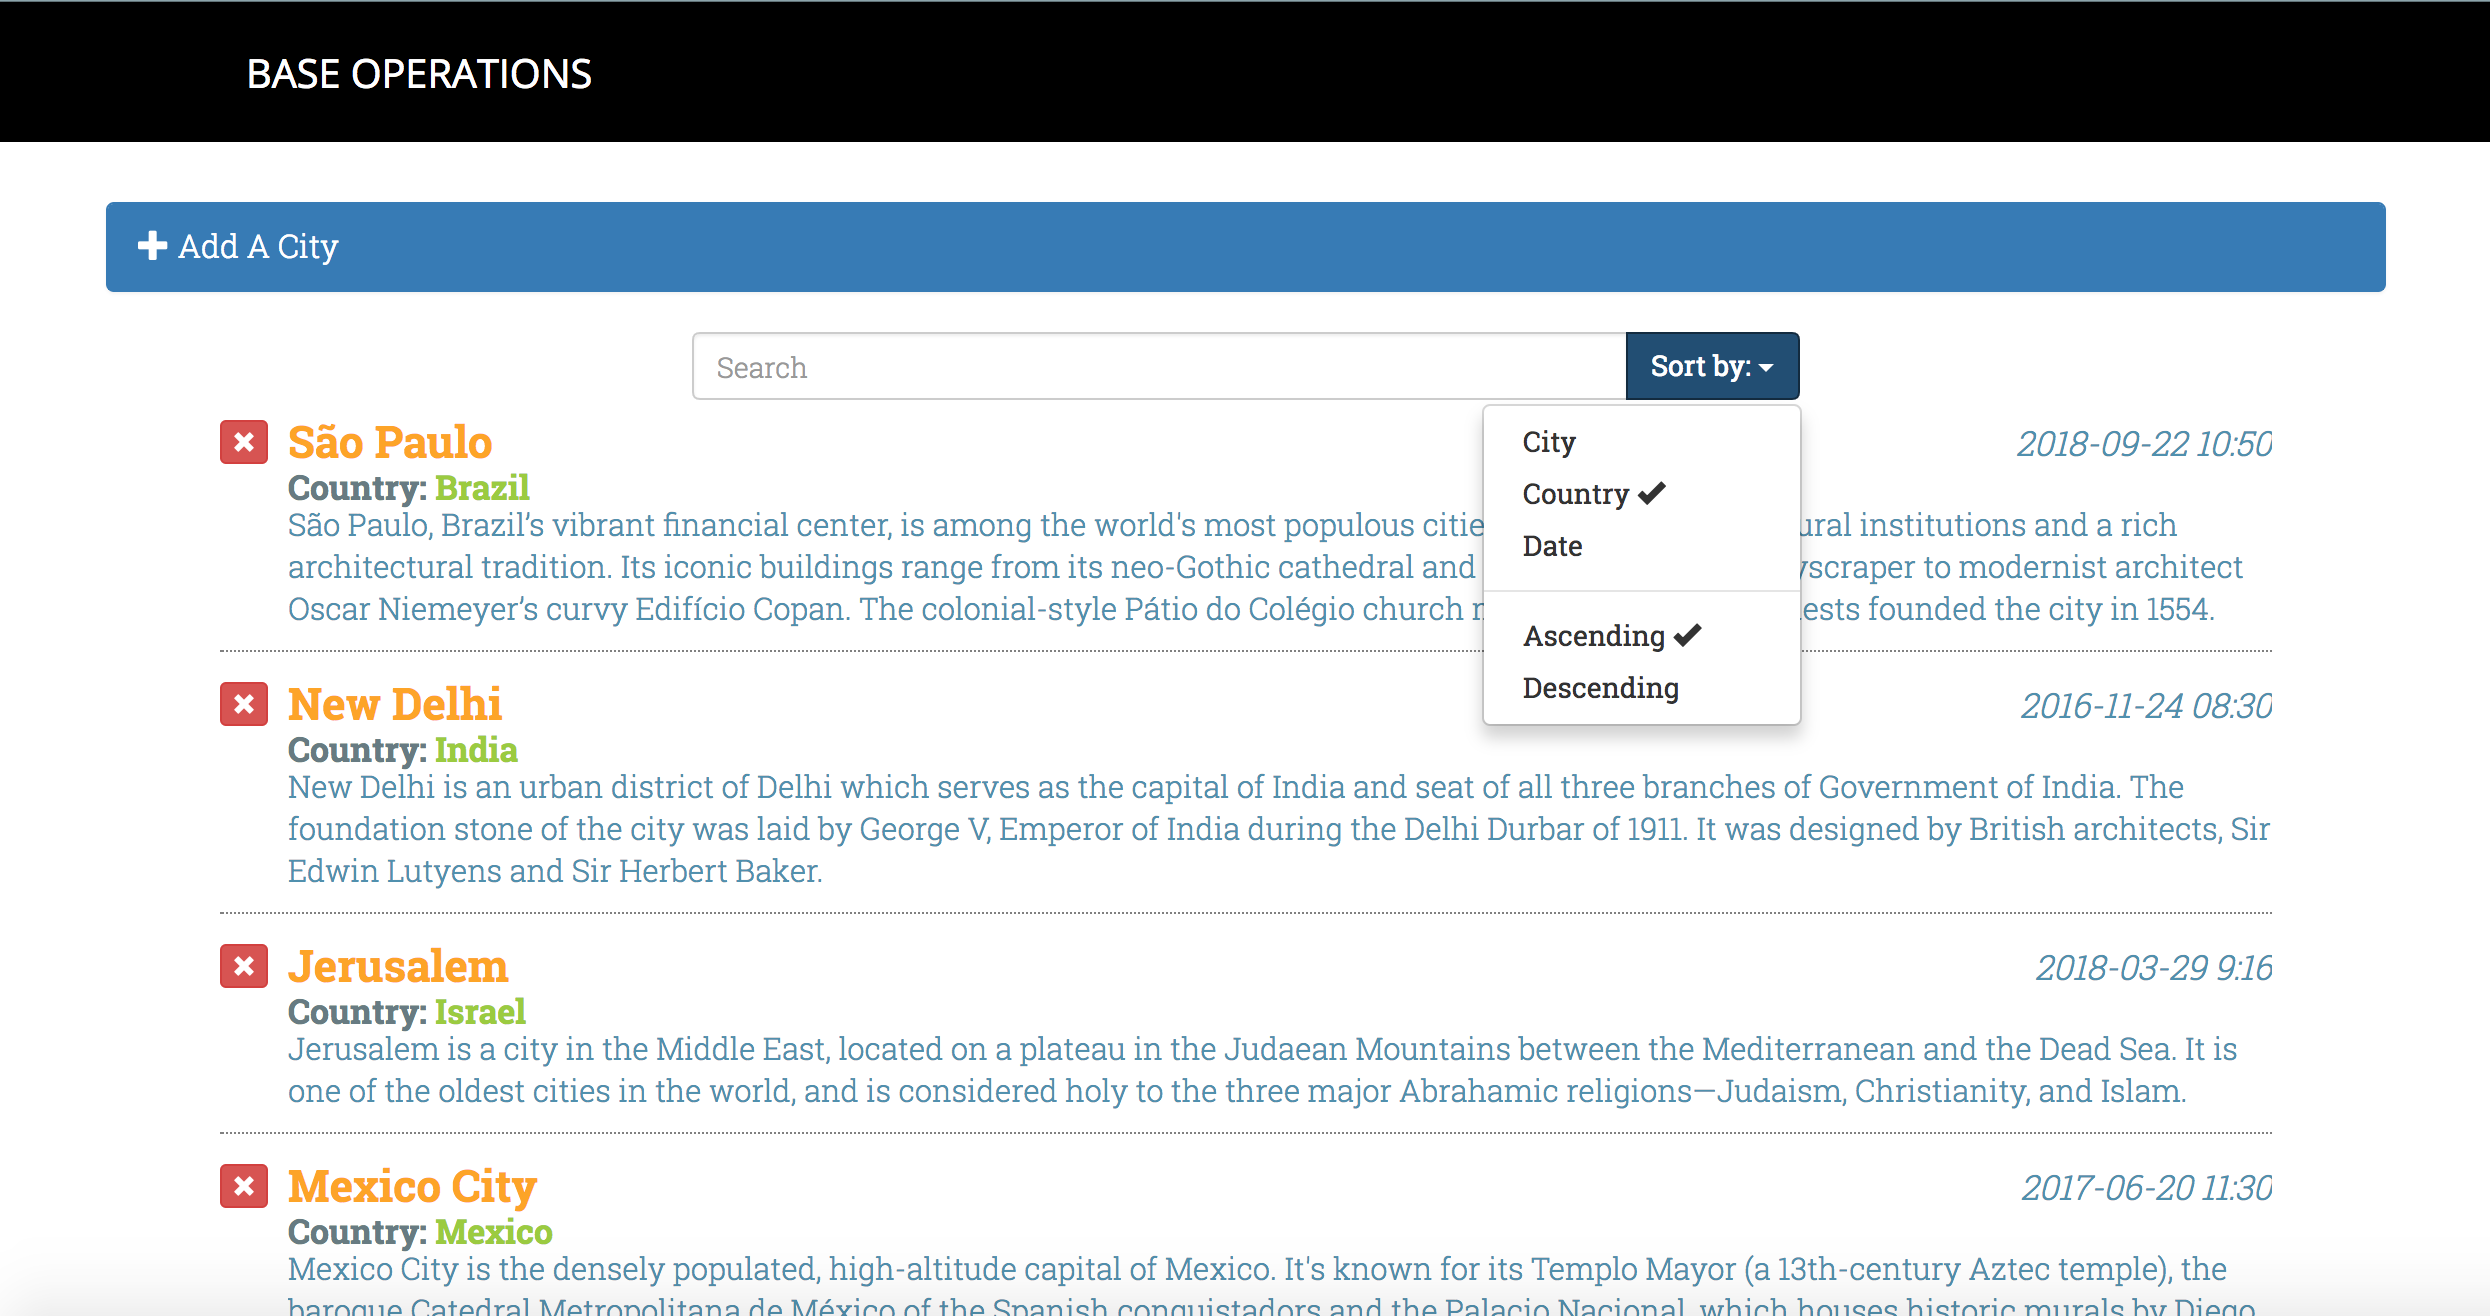 BASE OPERATIONS
Add A City
Search
Sort by:
City
Country
Date
Ascending
Descending
São Paulo
2018-09-22 10:50
Country: Brazil
São Paulo, Brazil’s vibrant financial center, is among the world's most populous institutions and a rich
architectural tradition. Its iconic buildings range from its neo-Gothic cathedral and to modernist architect
Oscar Niemeyer’s curvy Edifício Copan. The colonial-style Pátio do Colégio church founded the city in 1554.
New Delhi
2016-11-24 08:30
Country: India
New Delhi is an urban district of Delhi which serves as the capital of India and seat of all three branches of Government of India. The
foundation stone of the city was laid by George V, Emperor of India during the Delhi Durbar of 1911. It was designed by British architects, Sir
Edwin Lutyens and Sir Herbert Baker.
Jerusalem
2018-03-29 9:16
Country: Israel
Jerusalem is a city in the Middle East, located on a plateau in the Judaean Mountains between the Mediterranean and the Dead Sea. It is
one of the oldest cities in the world, and is considered holy to the three major Abrahamic religions—Judaism, Christianity, and Islam.
Mexico City
2017-06-20 11:30
Country: Mexico
Mexico City is the densely populated, high-altitude capital of Mexico. It's known for its Templo Mayor (a 13th-century Aztec temple), the
baroque Catedral Metropolitana de México of the Spanish conquistadors and the Palacio Nacional, which houses historic murals by Diego